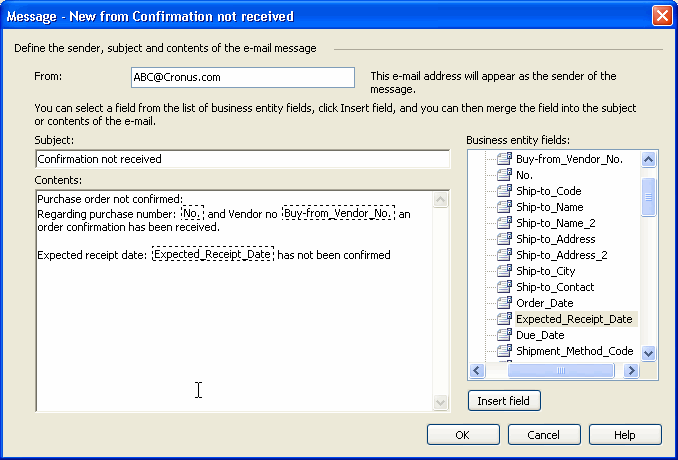 Message - New from Confirmation not received
Define the sender, subject and contents of the e-mail message
From:
ABC@Cronus.com
This e-mail address will appear as the sender of the
message.
You can select a field from the list of business entity fields, click Insert field, and you can then merge the field into the subject
or contents of the e-mail.
Subject:
Confirmation not received
Contents:
Purchase order not confirmed:
Regarding purchase number: No. and Vendor no Buy-from_Vendor_No. an
order confirmation has been received.
Expected receipt date: Expected_Receipt_Date has not been confirmed
Business entity fields:
Buy-from_Vendor_No.
No.
Ship-to_Code
Ship-to_Name
Ship-to_Name_2
Ship-to_Address
Ship-to_Address_2
Ship-to_City
Ship-to_Contact
Order_Date
Expected_Receipt_Date
Due_Date
Shipment_Method_Code
Insert field
OK
Cancel
Help